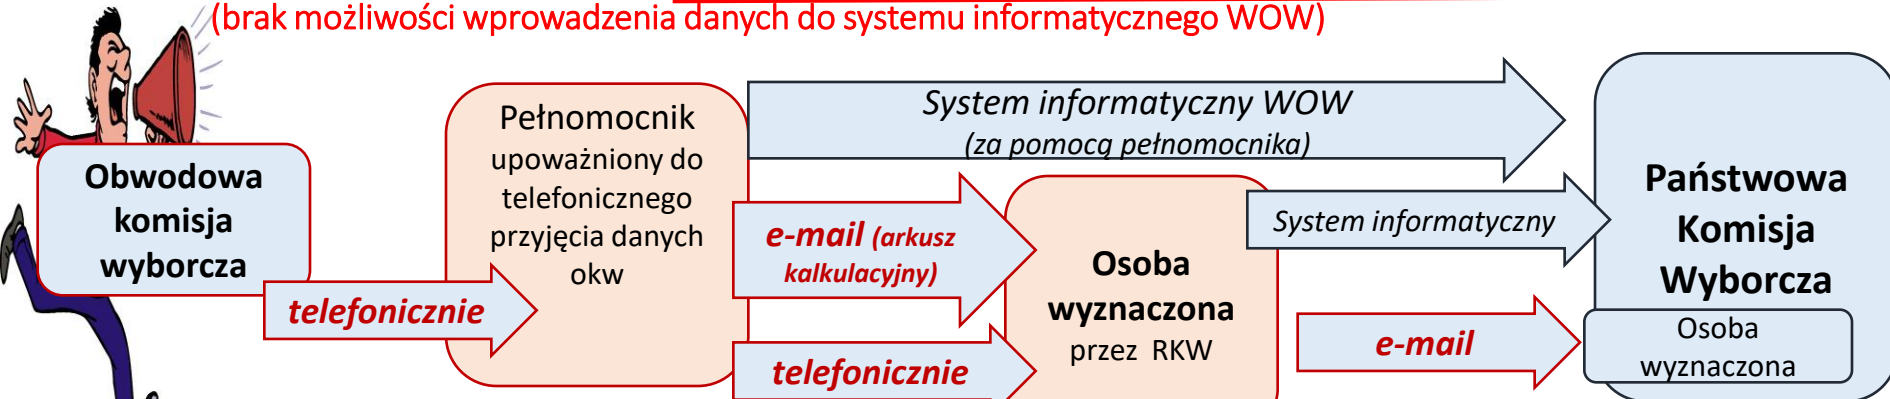 (brak możliwości wprowadzenia danych do systemu informatycznego WOW)
Obwodowa
komisja
wyborcza
telefonicznie
Pełnomocnik
upoważniony do
telefonicznego
przyjęcia danych
okw
System informatyczny WOW
(za pomocą pełnomocnika)
e-mail (arkusz
kalkulacyjny)
telefonicznie
Osoba
wyznaczona
przez RKW
System informatyczny
e-mail
Państwowa
Komisja
Wyborcza
Osoba
wyznaczona